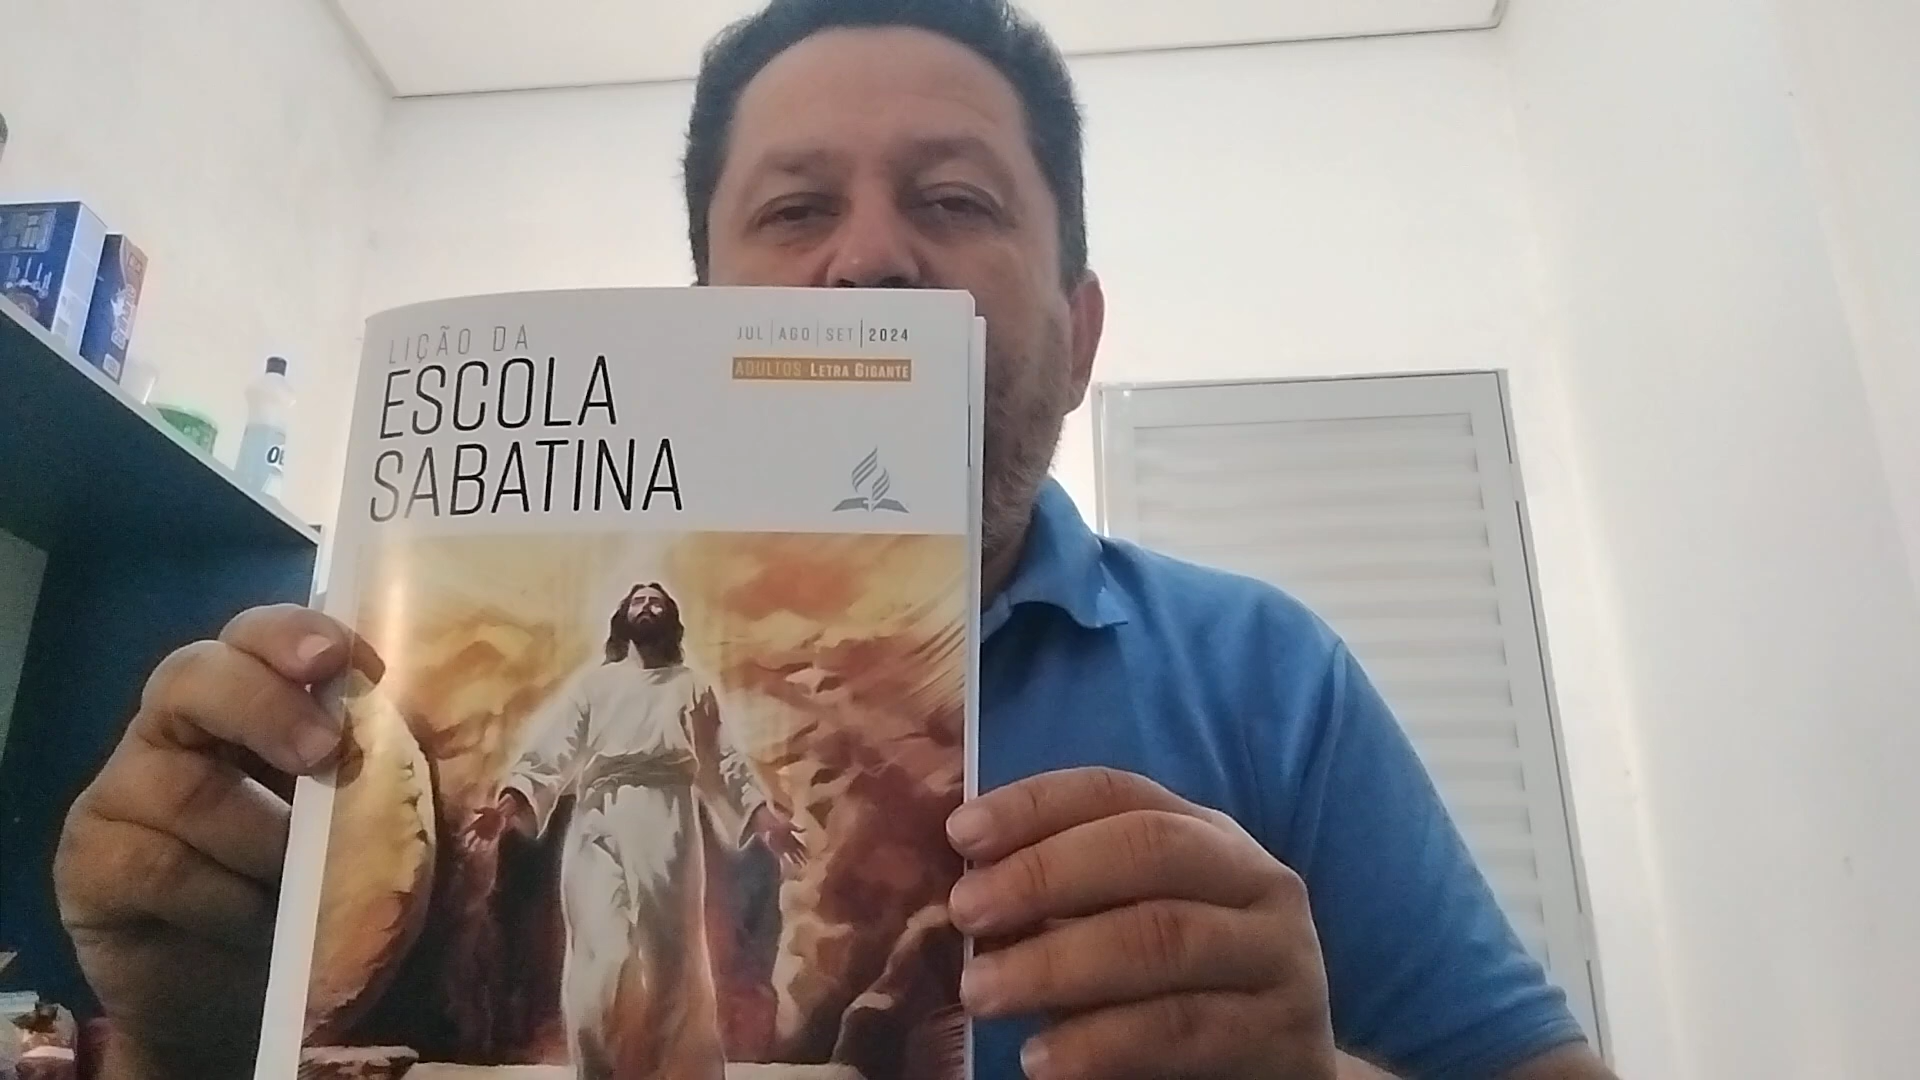 LIÇÃO DA
ESCOLA
SABATINA
JUL | AGO | SET | 2024
ADULTOS LETRA GIGANTE